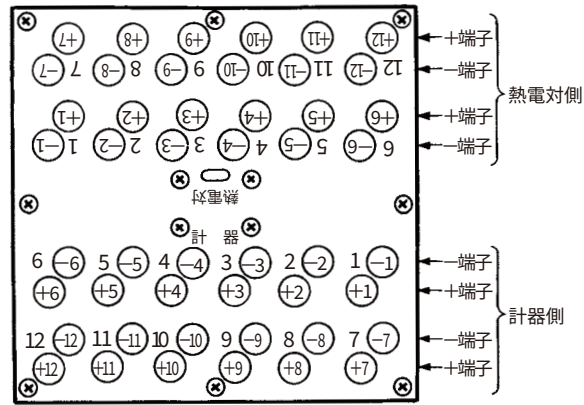 +7 +8 +9 +10 +11 +12 +端子
−7 7 −8 8 −9 9 −10 10 −11 11 −12 12 −端子
熱電対側
+1 +2 +3 +4 +5 +6 +端子
−1 1 −2 2 −3 3 −4 4 −5 5 −6 6 −端子
熱電対
計 器
6 −6 5 −5 4 −4 3 −3 2 −2 1 −1 −端子
+6 +5 +4 +3 +2 +1 +端子
計器側
12 −12 11 −11 10 −10 9 −9 8 −8 7 −7 −端子
+12 +11 +10 +9 +8 +7 +端子